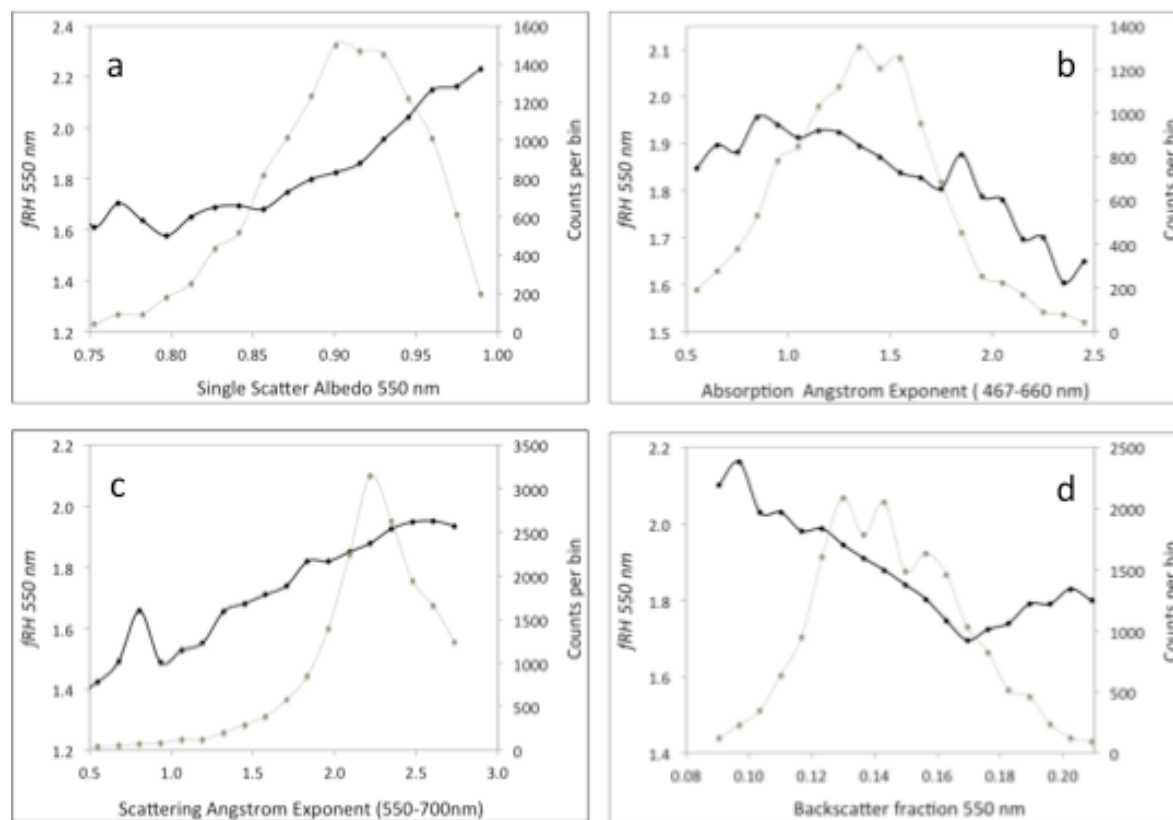 a
2.4
2.2
2.0
1.8
1.6
1.4
1.2
fRH 550 nm
1600
1400
1200
1000
800
600
400
200
0
Counts per bin
0.75 0.80 0.85 0.90 0.95 1.00
Single Scatter Albedo 550 nm
b
2.1
2.0
1.9
1.8
1.7
1.6
1.5
fRH 550 nm
1400
1200
1000
800
600
400
200
0
Counts per bin
0.5 1.0 1.5 2.0 2.5
Absorption Angstrom Exponent ( 467-660 nm)
c
2.2
2.0
1.8
1.6
1.4
1.2
fRH 550 nm
3500
3000
2500
2000
1500
1000
500
0
Counts per bin
0.5 1.0 1.5 2.0 2.5 3.0
Scattering Angstrom Exponent (550-700nm)
d
2.2
2.0
1.8
1.6
1.4
fRH 550 nm
2500
2000
1500
1000
500
0
Counts per bin
0.08 0.10 0.12 0.14 0.16 0.18 0.20
Backscatter fraction 550 nm